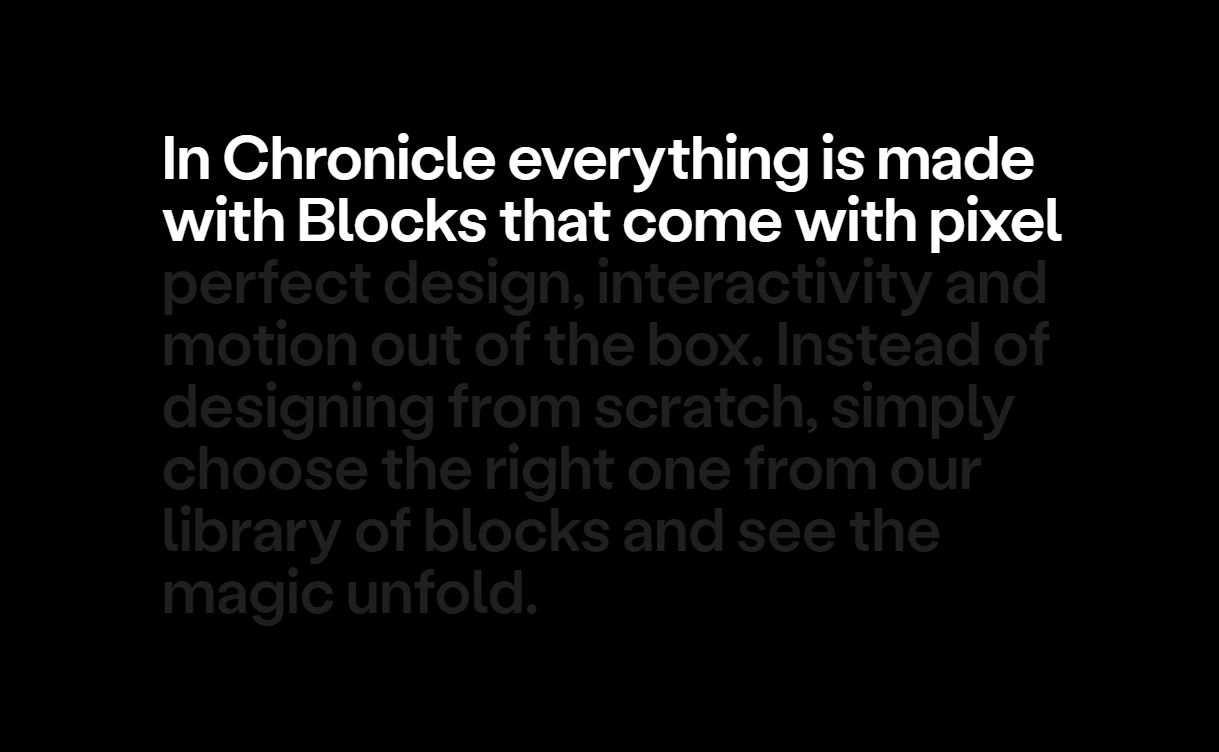 In Chronicle everything is made
with Blocks that come with pixel
perfect design, interactivity and
motion out of the box. Instead of
designing from scratch, simply
choose the right one from our
library of blocks and see the
magic unfold.